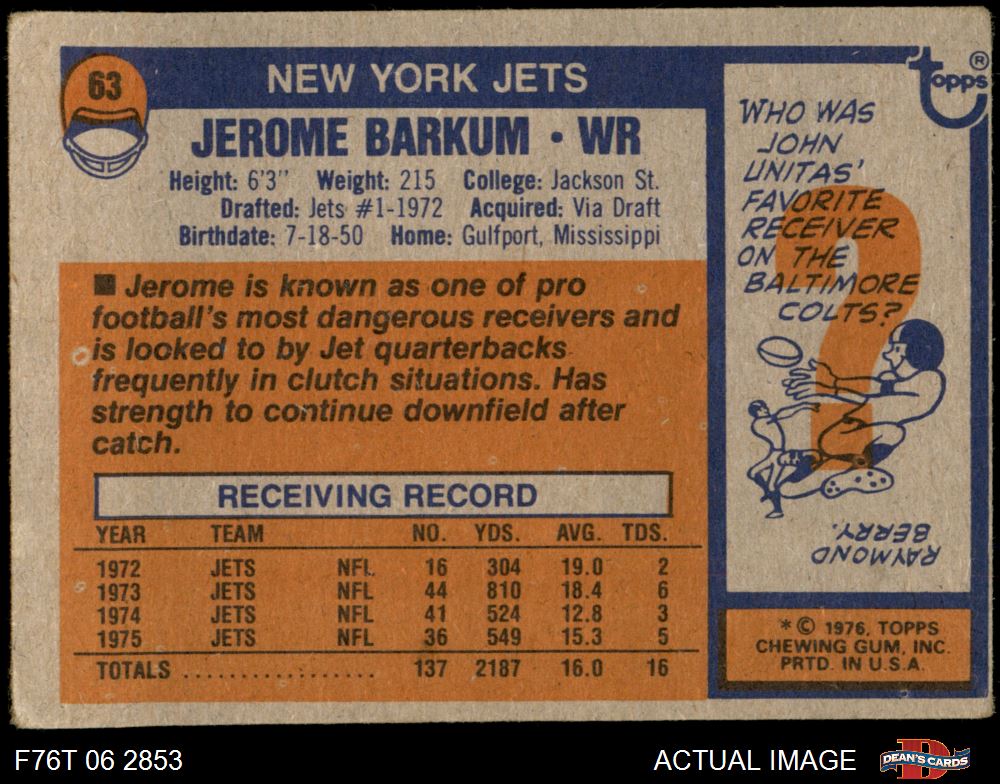 63
NEW YORK JETS
JEROME BARKUM • WR
Height: 6'3" Weight: 215 College: Jackson St.
Drafted: Jets #1-1972 Acquired: Via Draft
Birthdate: 7-18-50 Home: Gulfport, Mississippi
■ Jerome is known as one of pro
football's most dangerous receivers and
is looked to by Jet quarterbacks
frequently in clutch situations. Has
strength to continue downfield after
catch.
RECEIVING RECORD
YEAR TEAM NO. YDS. AVG. TDS.
1972 JETS NFL 16 304 19.0 2
1973 JETS NFL 44 810 18.4 6
1974 JETS NFL 41 524 12.8 3
1975 JETS NFL 36 549 15.3 5
TOTALS .................. 137 2187 16.0 16
Topps®
WHO WAS
JOHN
UNITAS'
FAVORITE
RECEIVER
ON THE
BALTIMORE
COLTS?
?
RAYMOND
BERRY.
* © 1976, TOPPS
CHEWING GUM, INC.
PRTD. IN U.S.A.
F76T 06 2853
ACTUAL IMAGE
D
DEAN'S CARDS